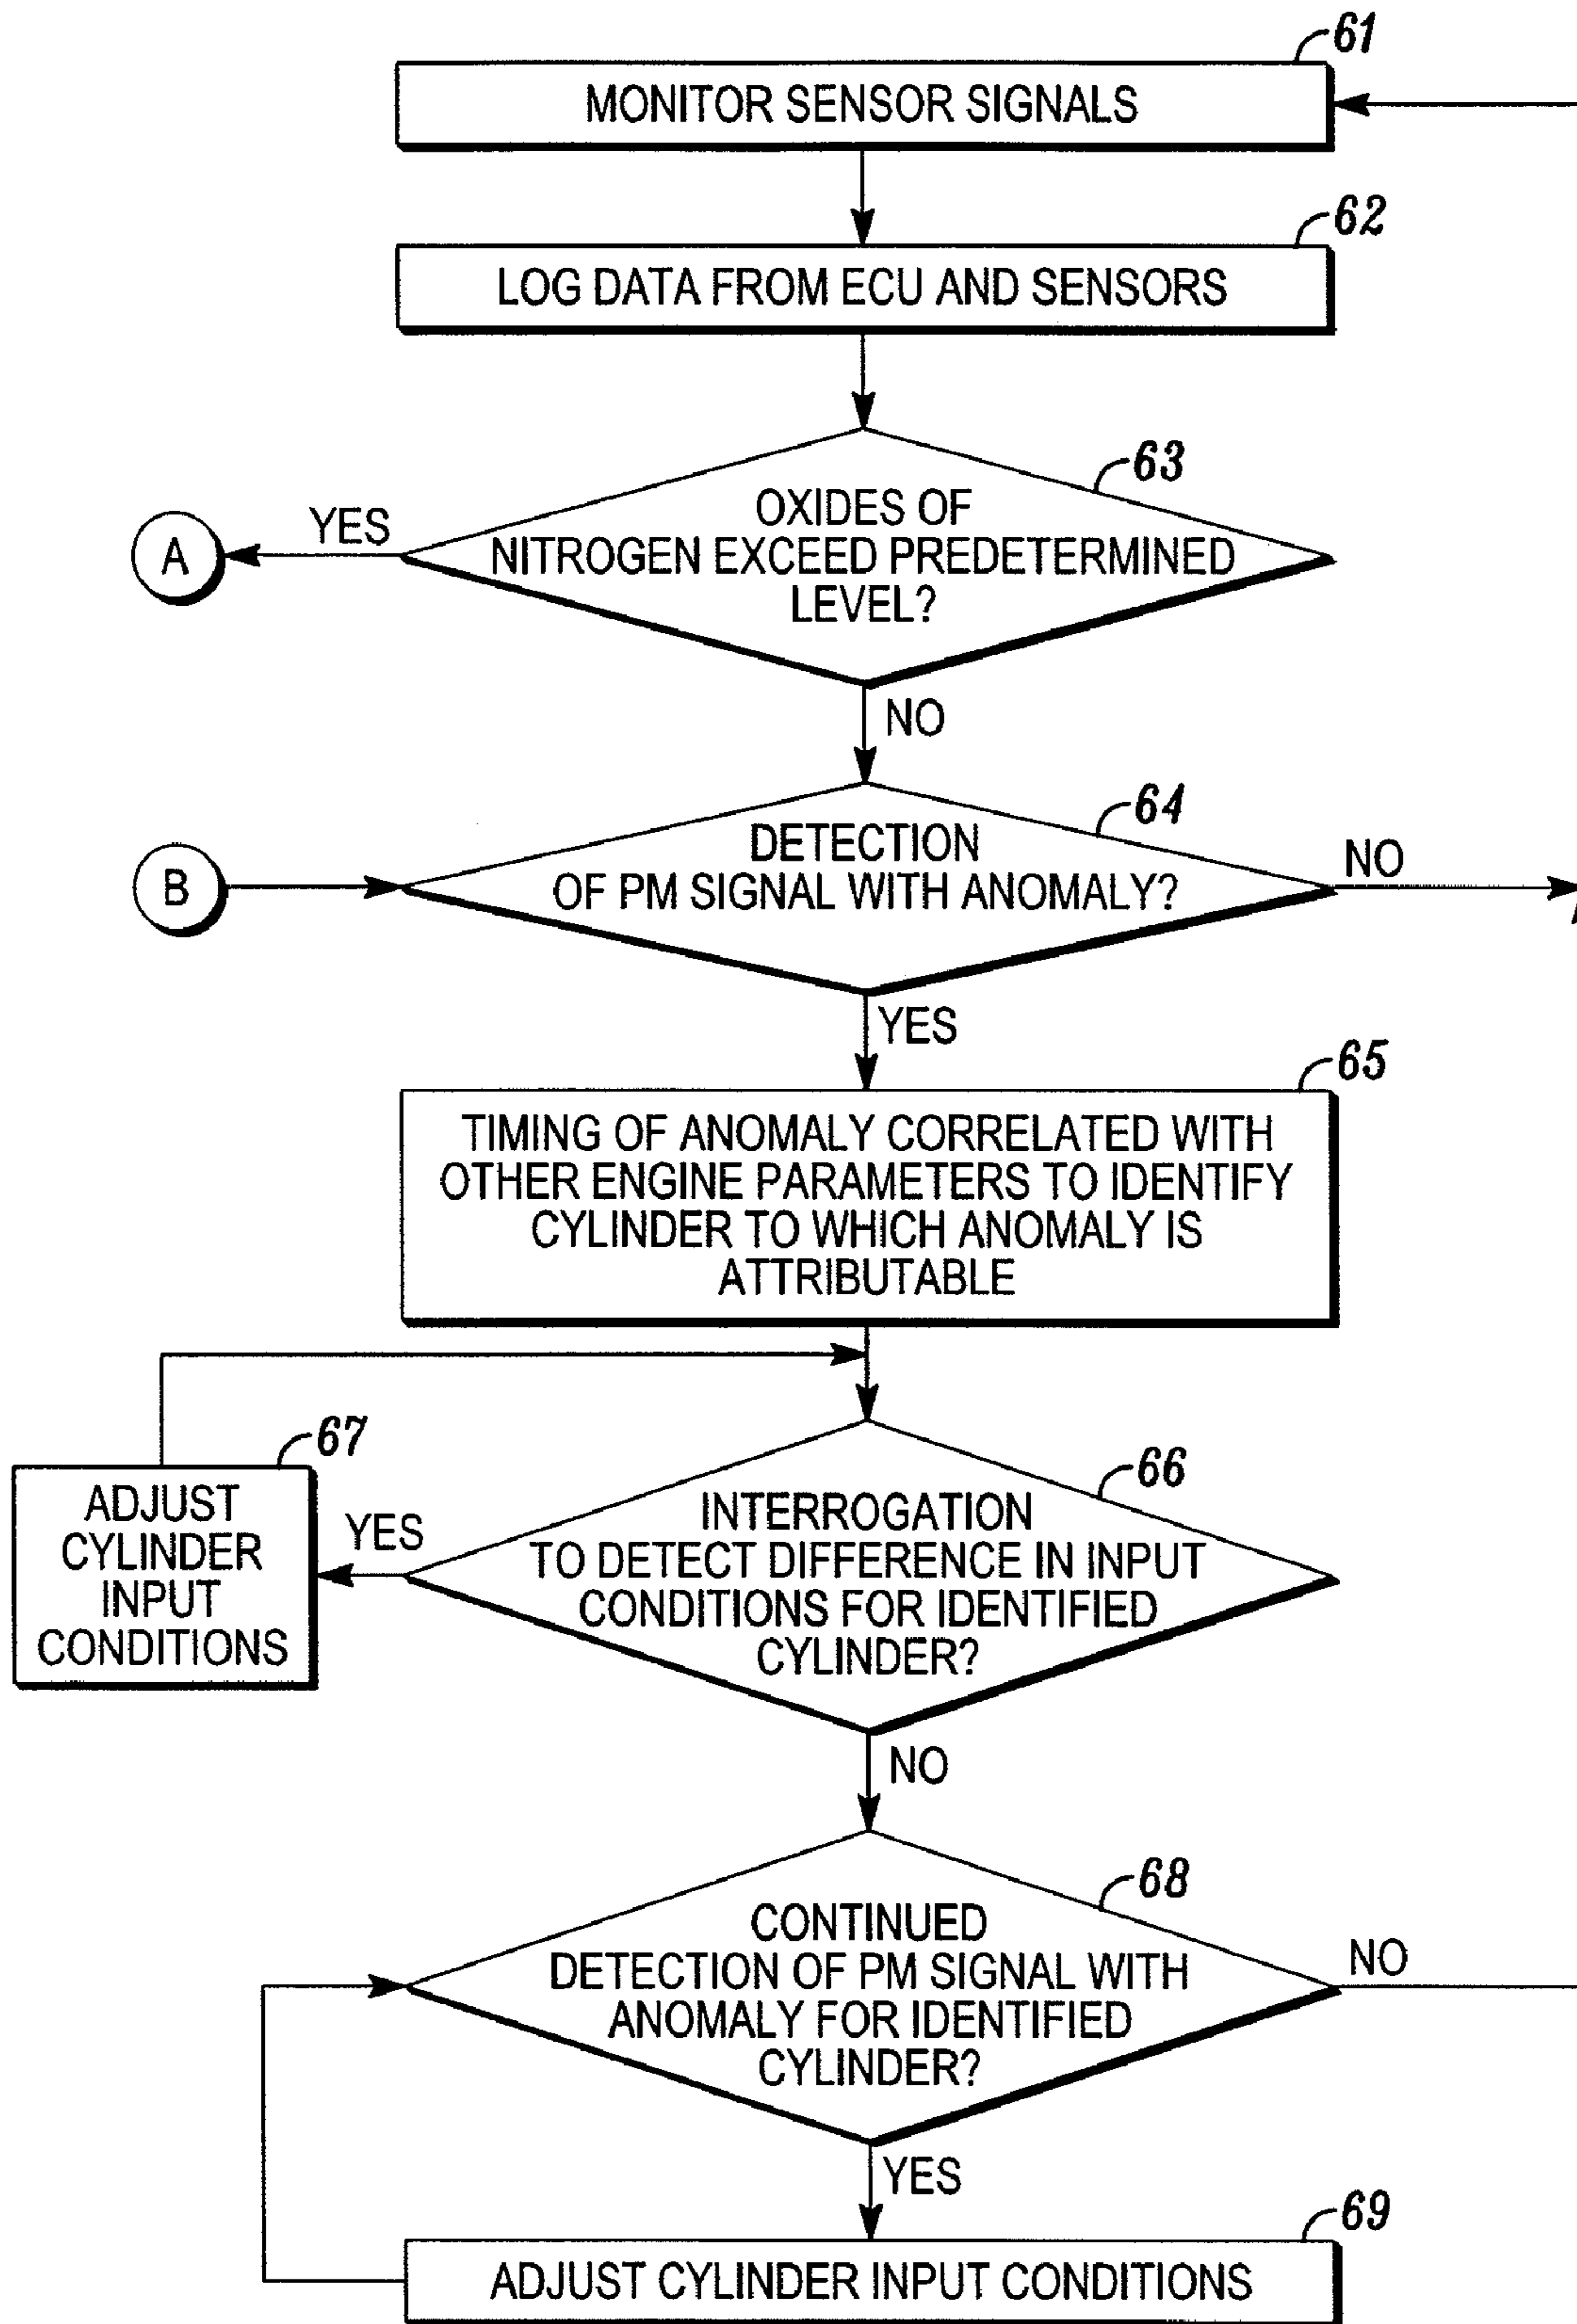 61
MONITOR SENSOR SIGNALS
62
LOG DATA FROM ECU AND SENSORS
63
OXIDES OF
NITROGEN EXCEED PREDETERMINED
LEVEL?
YES
A
NO
64
DETECTION
OF PM SIGNAL WITH ANOMALY?
NO
B
YES
65
TIMING OF ANOMALY CORRELATED WITH
OTHER ENGINE PARAMETERS TO IDENTIFY
CYLINDER TO WHICH ANOMALY IS
ATTRIBUTABLE
67
ADJUST
CYLINDER
INPUT
CONDITIONS
YES
66
INTERROGATION
TO DETECT DIFFERENCE IN INPUT
CONDITIONS FOR IDENTIFIED
CYLINDER?
NO
68
CONTINUED
DETECTION OF PM SIGNAL WITH
ANOMALY FOR IDENTIFIED
CYLINDER?
NO
YES
69
ADJUST CYLINDER INPUT CONDITIONS